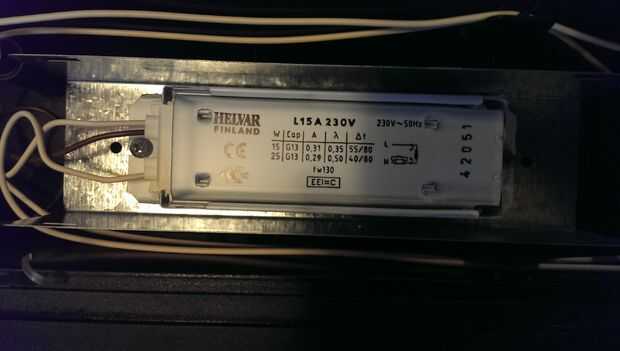 HELVAR
FINLAND
L15A 230V
230V~50Hz
W Cap A λ Δt
15 G13 0,31 0,35 55/80
25 G13 0,29 0,50 40/80
tw130
EEI=C
L
N
CE
42051